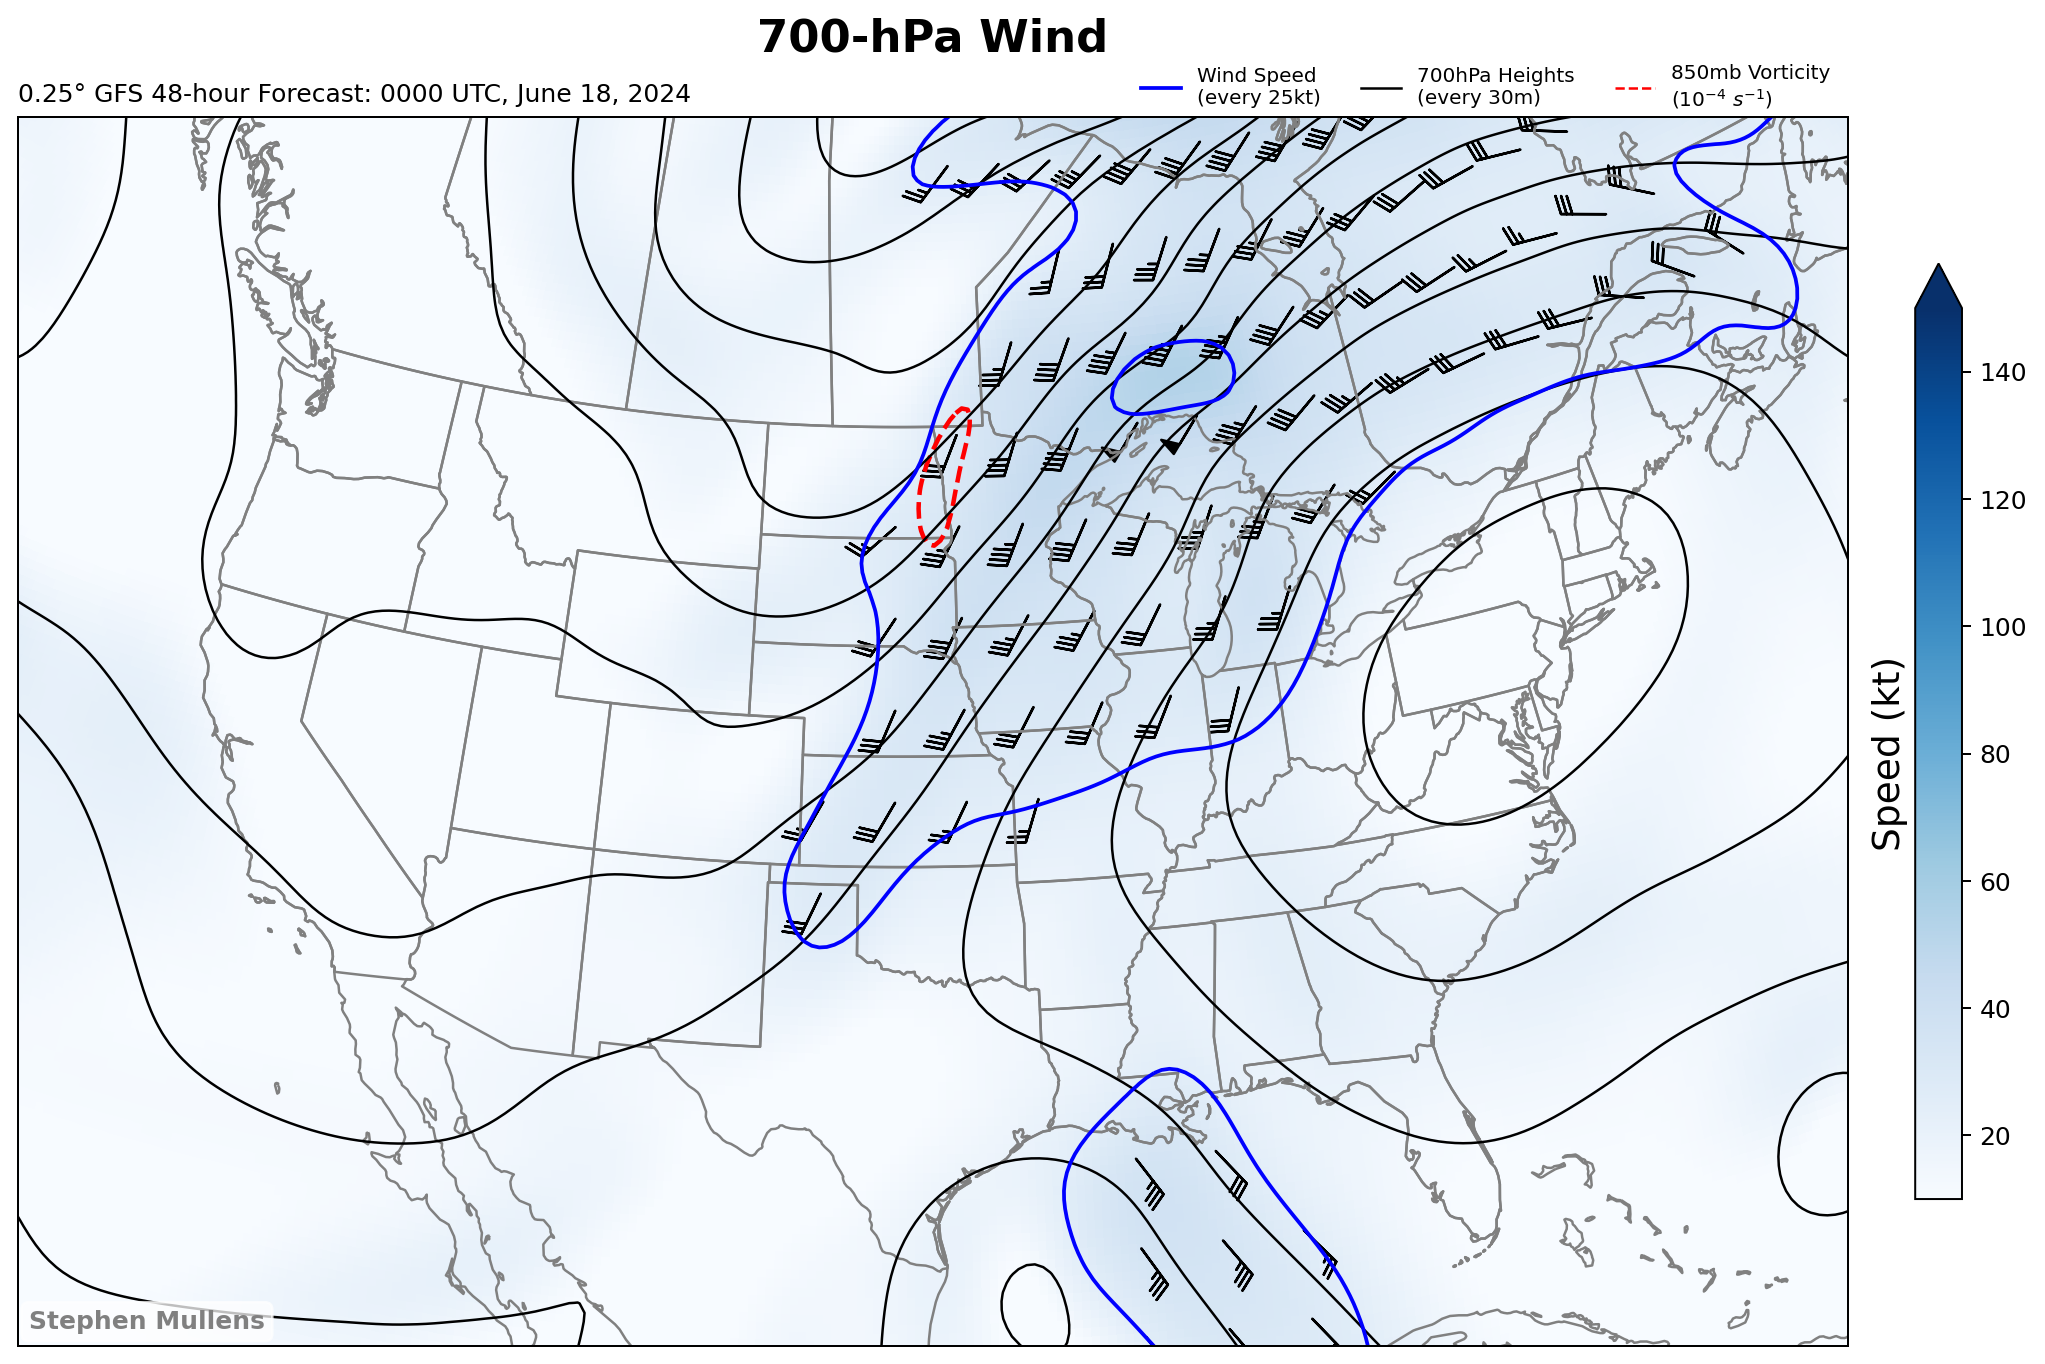 700-hPa Wind
0.25° GFS 48-hour Forecast: 0000 UTC, June 18, 2024
Wind Speed
(every 25kt)
700hPa Heights
(every 30m)
850mb Vorticity
(10⁻⁴ s⁻¹)
140
120
100
80
60
40
20
Speed (kt)
Stephen Mullens